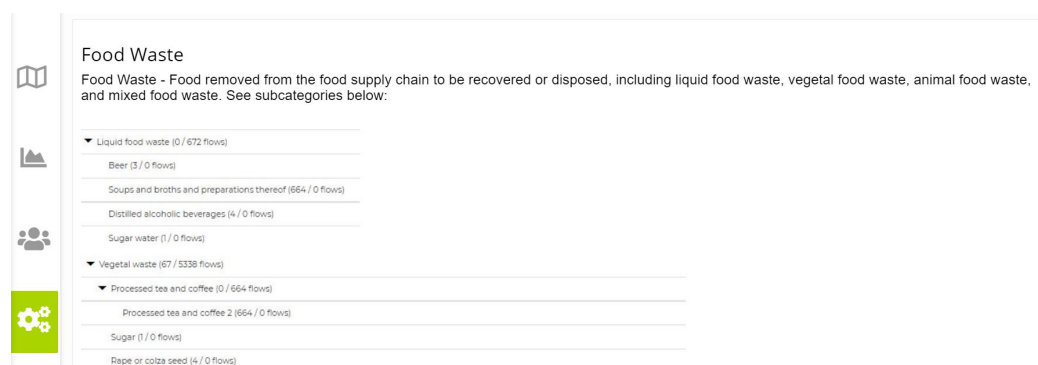 Food Waste
Food Waste - Food removed from the food supply chain to be recovered or disposed, including liquid food waste, vegetal food waste, animal food waste,
and mixed food waste. See subcategories below:
Liquid food waste (0 / 672 flows)
Beer (3 / 0 flows)
Soups and broths and preparations thereof (664 / 0 flows)
Distilled alcoholic beverages (4 / 0 flows)
Sugar water (1 / 0 flows)
Vegetal waste (67 / 5338 flows)
Processed tea and coffee (0 / 664 flows)
Processed tea and coffee 2 (664 / 0 flows)
Sugar (1 / 0 flows)
Rape or colza seed (4 / 0 flows)